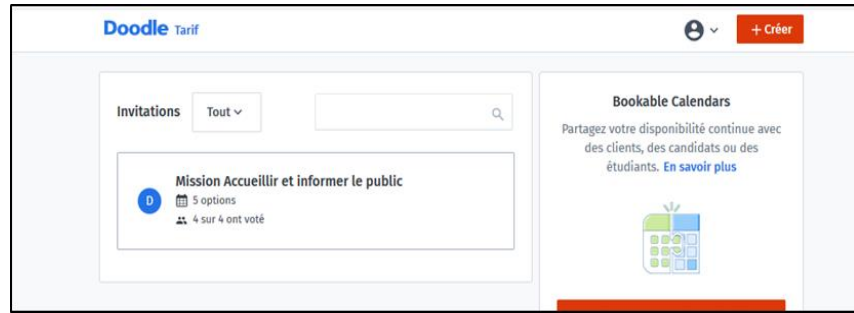 Doodle Tarif
+ Créer
Invitations
Tout
D
Mission Accueillir et informer le public
5 options
4 sur 4 ont voté
Bookable Calendars
Partagez votre disponibilité continue avec
des clients, des candidats ou des
étudiants. En savoir plus